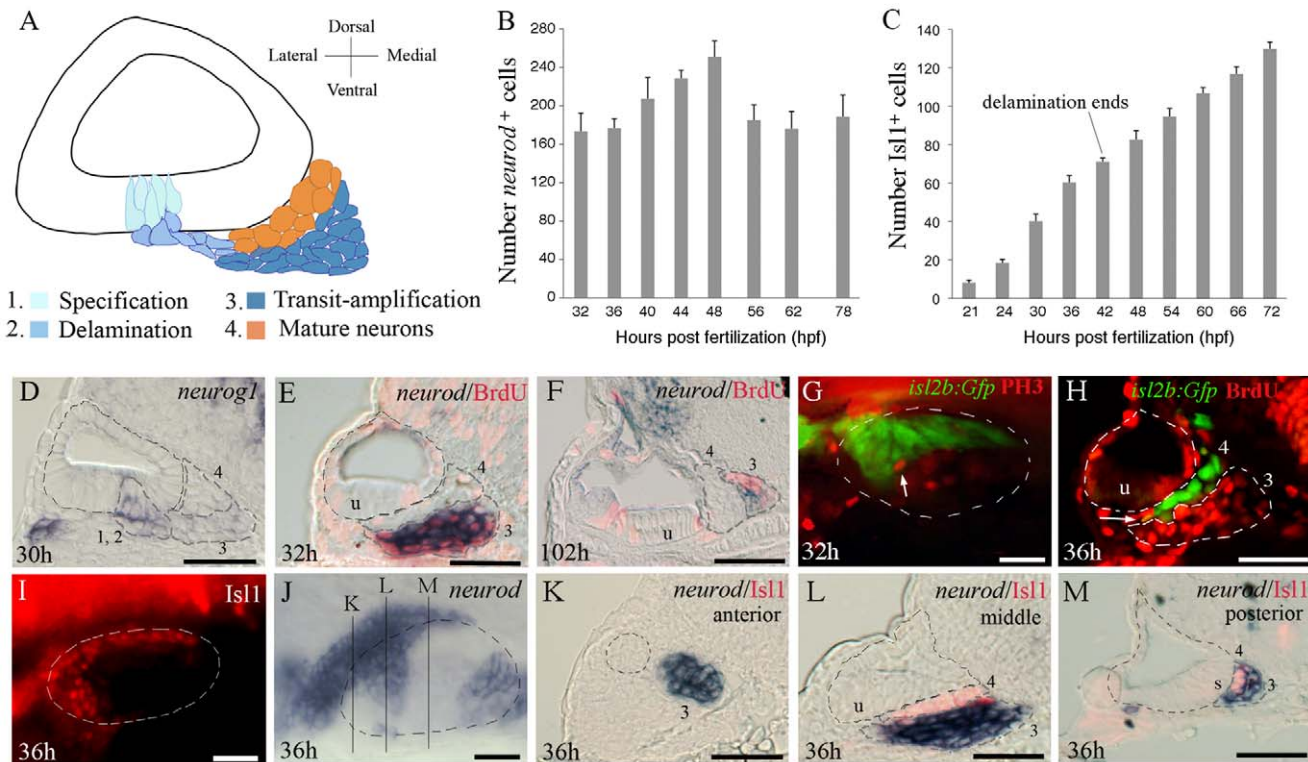 A
Dorsal
Lateral Medial
Ventral
1. Specification
2. Delamination
3. Transit-amplification
4. Mature neurons
B
Number neurod+ cells
280
240
200
160
120
80
40
0
32 36 40 44 48 56 62 78
Hours post fertilization (hpf)
C
Number Isl1+ cells
140
120
100
80
60
40
20
0
delamination ends
21 24 30 36 42 48 54 60 66 72
Hours post fertilization (hpf)
D neurog1
4
1, 2 3
30h
E neurod/BrdU
4
u
3
32h
F neurod/BrdU
4
3
u
102h
G isl2b:Gfp PH3
32h
H isl2b:Gfp BrdU
4
3
u
36h
I Isl1
36h
J neurod
K L M
36h
K neurod/Isl1
anterior
3
36h
L neurod/Isl1
middle
4
u
3
36h
M neurod/Isl1
posterior
4
s 3
36h